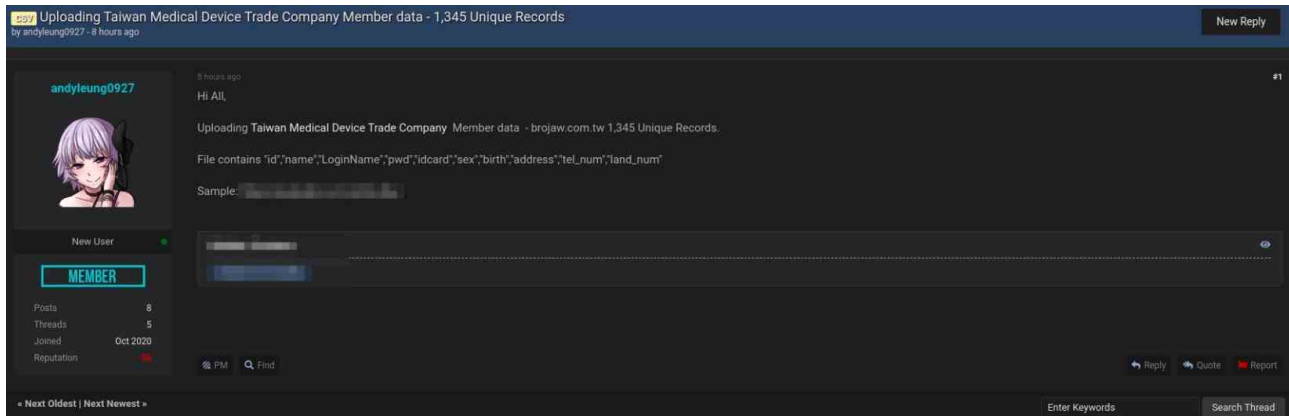 CSV Uploading Taiwan Medical Device Trade Company Member data - 1,345 Unique Records
by andyleung0927 - 8 hours ago
New Reply
andyleung0927
8 hours ago
#1
Hi All,
Uploading Taiwan Medical Device Trade Company Member data - brojaw.com.tw 1,345 Unique Records.
File contains "id","name","LoginName","pwd","idcard","sex","birth","address","tel_num","land_num"
Sample:
New User
MEMBER
Posts 8
Threads 5
Joined Oct 2020
Reputation
PM Find
Reply Quote Report
« Next Oldest | Next Newest »
Enter Keywords
Search Thread